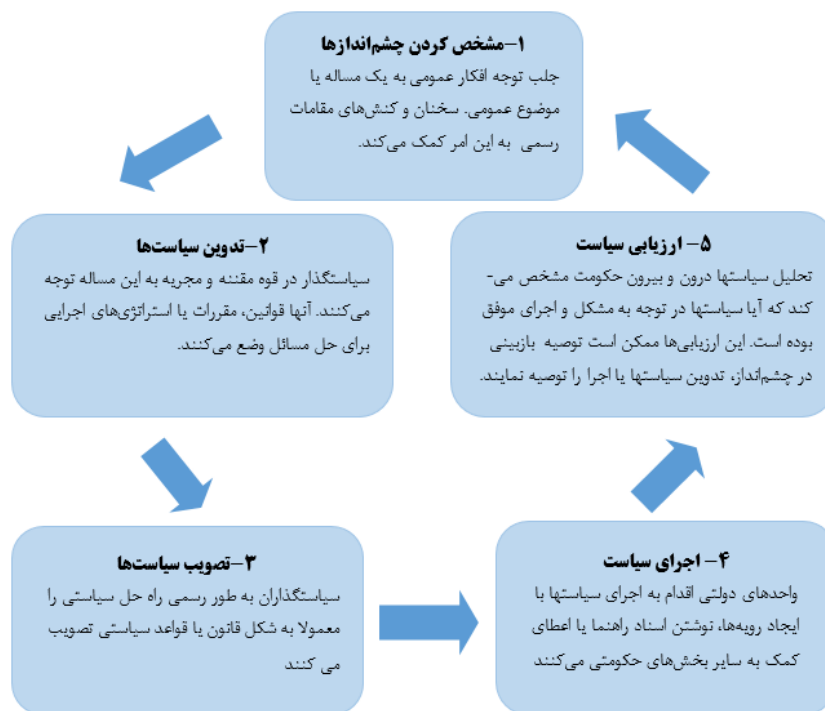 ۱-مشخص کردن چشم‌اندازها
جلب توجه افکار عمومی به یک مساله یا
موضوع عمومی. سخنان و کنش‌های مقامات
رسمی به این امر کمک می‌کند.
۲-تدوین سیاست‌ها
سیاستگذار در قوه مقننه و مجریه به این مساله توجه
می‌کنند. آنها قوانین، مقررات یا استراتژی‌های اجرایی
برای حل مسائل وضع می‌کنند.
۳-تصویب سیاست‌ها
سیاستگذاران به طور رسمی راه حل سیاستی را
معمولا به شکل قانون یا قواعد سیاستی تصویب
می کنند
۴- اجرای سیاست
واحدهای دولتی اقدام به اجرای سیاستها با
ایجاد رویه‌ها، نوشتن اسناد راهنما یا اعطای
کمک به سایر بخش‌های حکومتی می‌کنند
۵- ارزیابی سیاست
تحلیل سیاستها درون و بیرون حکومت مشخص می-
کند که آیا سیاستها در توجه به مشکل و اجرای موفق
بوده است. این ارزیابی‌ها ممکن است توصیه بازبینی
در چشم‌انداز، تدوین سیاستها یا اجرا را توصیه نمایند.